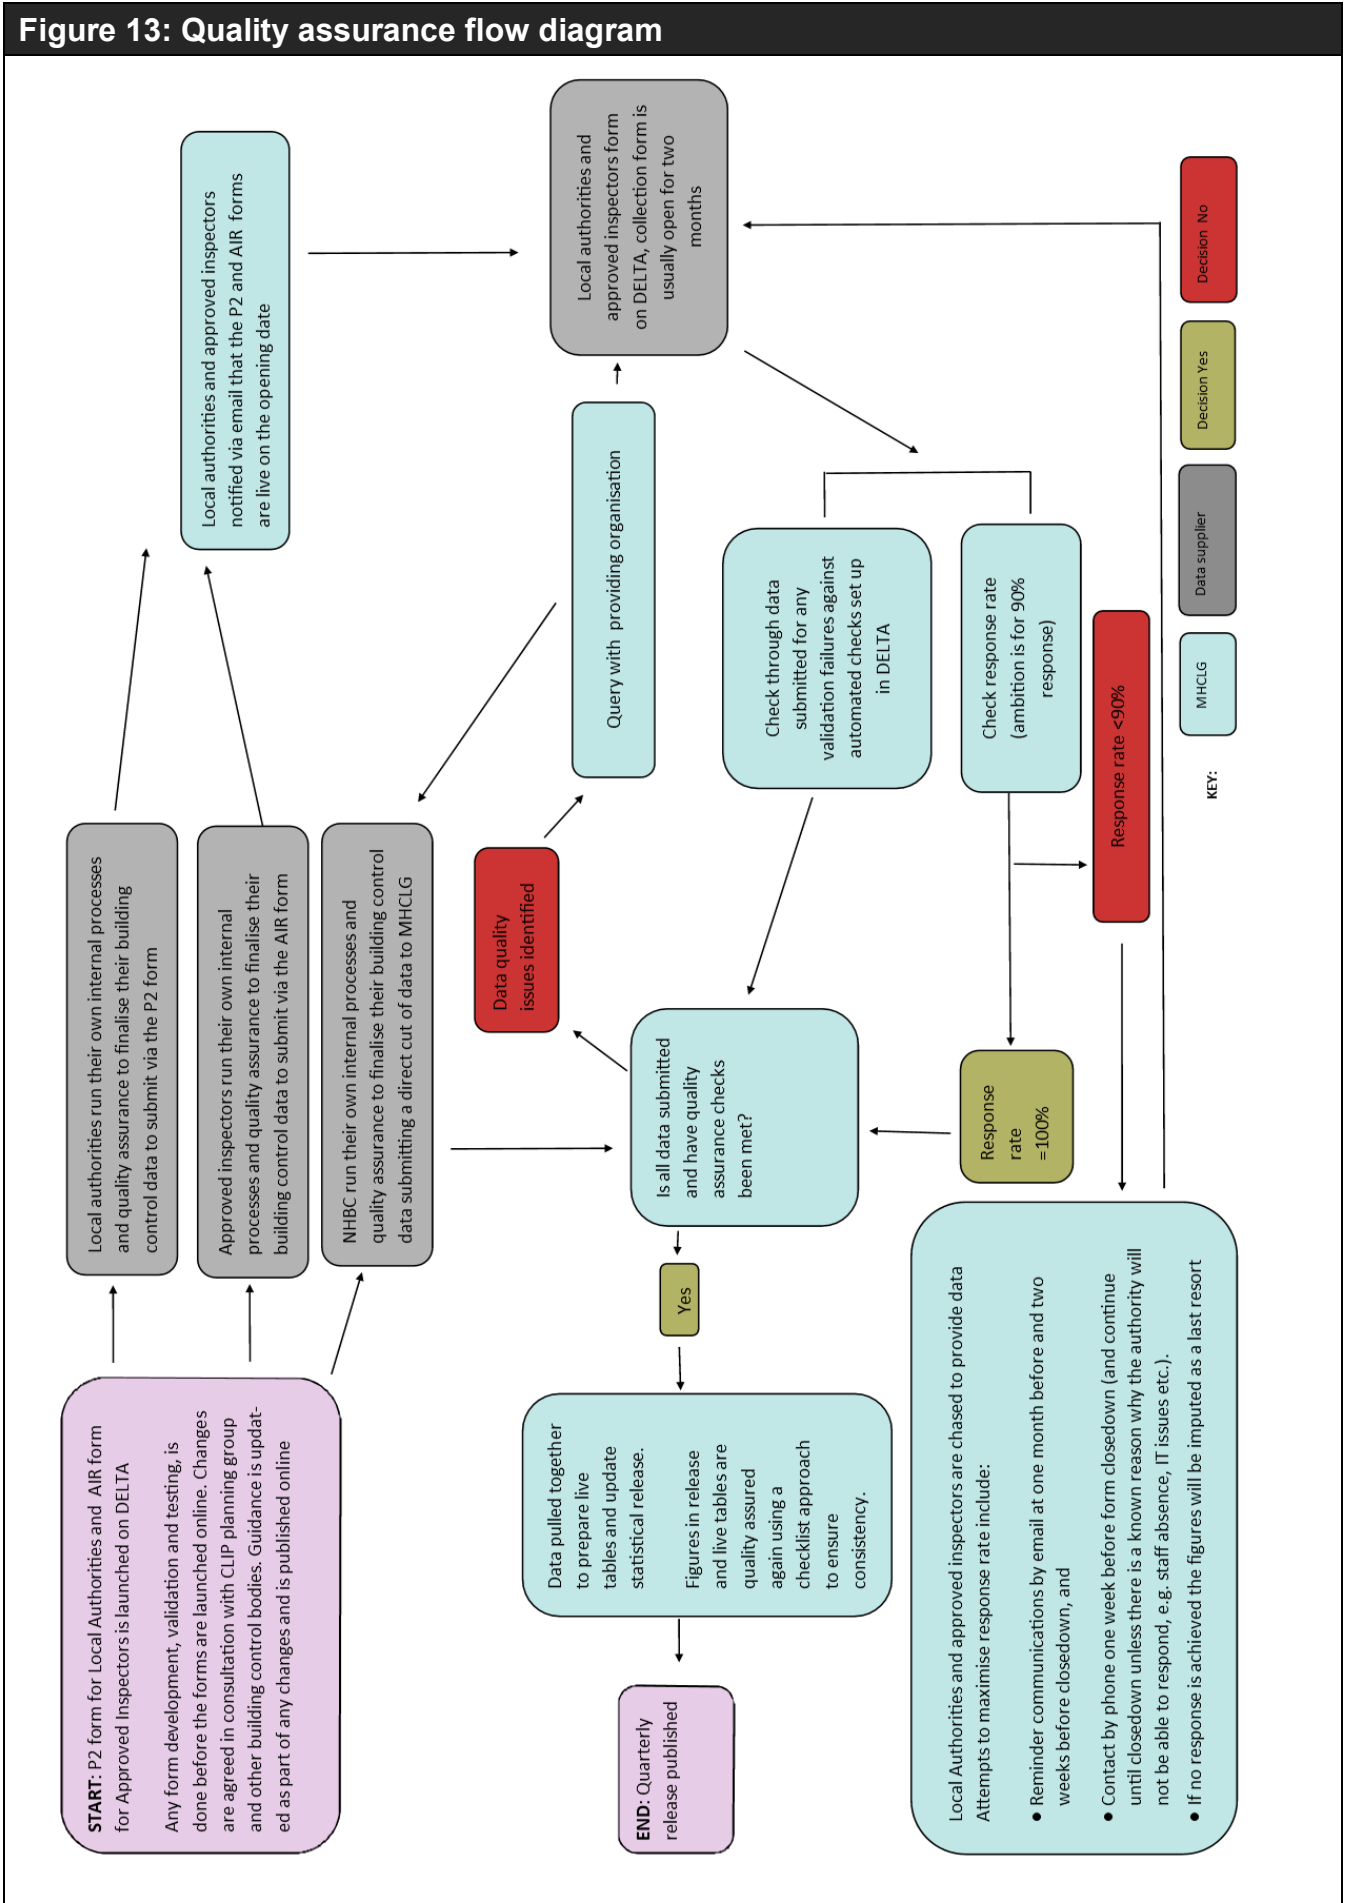 Figure 13: Quality assurance flow diagram
START: P2 form for Local Authorities and AIR form
for Approved Inspectors is launched on DELTA
Any form development, validation and testing, is
done before the forms are launched online. Changes
are agreed in consultation with CLIP planning group
and other building control bodies. Guidance is updat-
ed as part of any changes and is published online
Local authorities run their own internal processes
and quality assurance to finalise their building
control data to submit via the P2 form
Approved inspectors run their own internal
processes and quality assurance to finalise their
building control data to submit via the AIR form
NHBC run their own internal processes and
quality assurance to finalise their building control
data submitting a direct cut of data to MHCLG
Local authorities and approved inspectors
notified via email that the P2 and AIR forms
are live on the opening date
Local authorities and
approved inspectors form
on DELTA, collection form is
usually open for two
months
Query with providing organisation
Data quality
issues identified
Check through data
submitted for any
validation failures against
automated checks set up
in DELTA
Check response rate
(ambition is for 90%
response)
Response rate <90%
Response
rate
=100%
Is all data submitted
and have quality
assurance checks
been met?
Yes
Data pulled together
to prepare live
tables and update
statistical release.
Figures in release
and live tables are
quality assured
again using a
checklist approach
to ensure
consistency.
END: Quarterly
release published
Local Authorities and approved inspectors are chased to provide data
Attempts to maximise response rate include:
● Reminder communications by email at one month before and two
weeks before closedown, and
● Contact by phone one week before form closedown (and continue
until closedown unless there is a known reason why the authority will
not be able to respond, e.g. staff absence, IT issues etc.).
● If no response is achieved the figures will be imputed as a last resort
KEY:
MHCLG
Data supplier
Decision Yes
Decision No